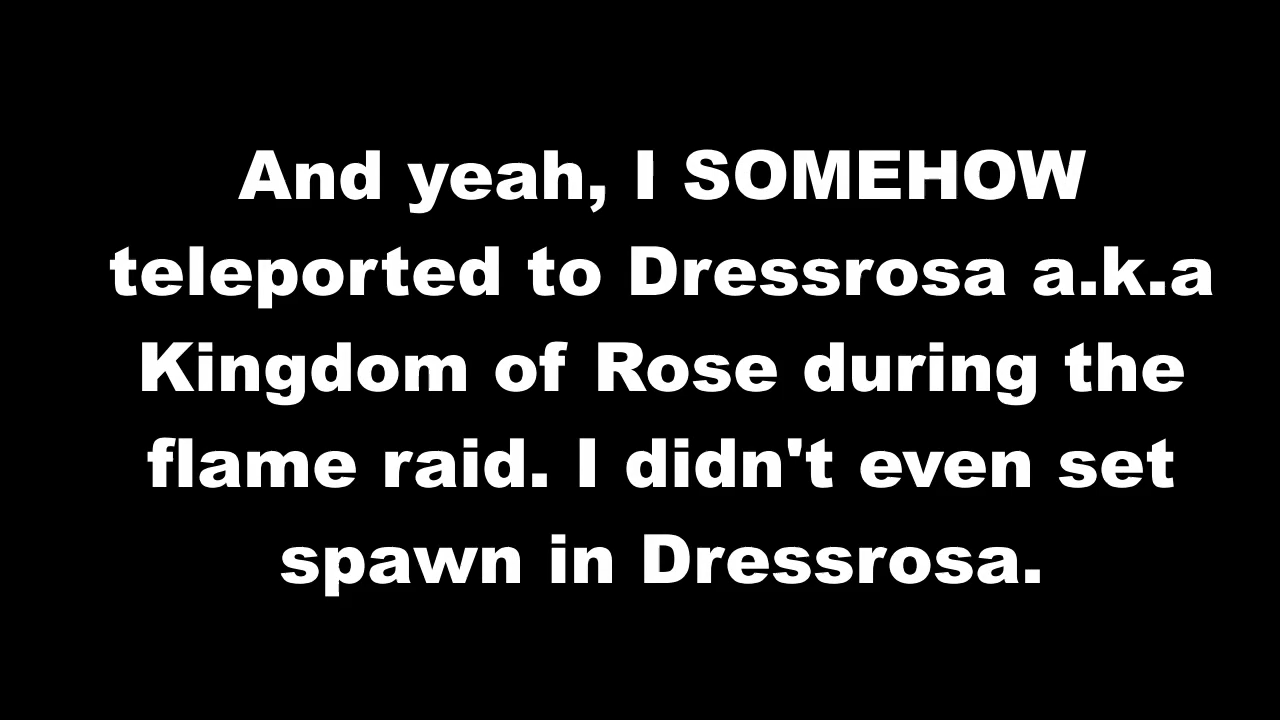 And yeah, I SOMEHOW
teleported to Dressrosa a.k.a
Kingdom of Rose during the
flame raid. I didn't even set
spawn in Dressrosa.